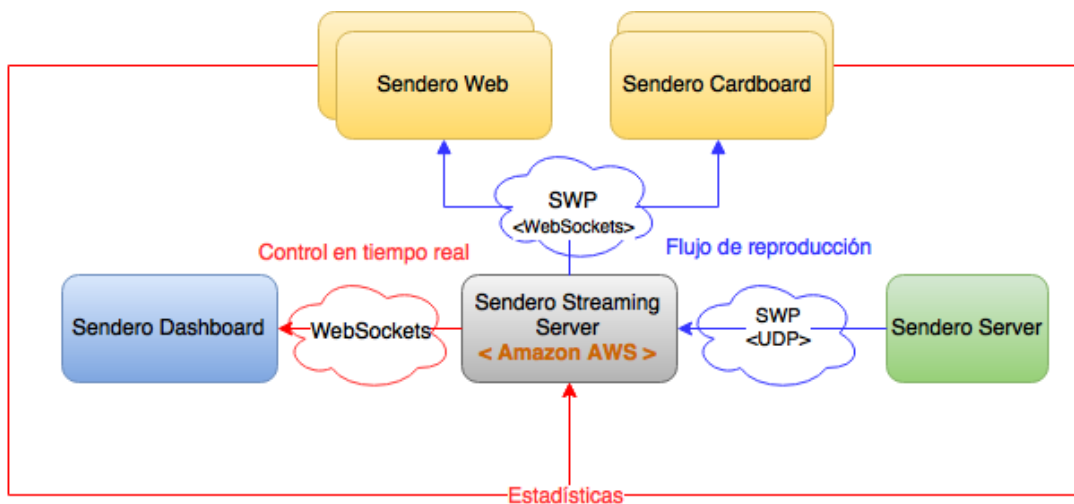 Sendero Web
Sendero Cardboard
SWP
<WebSockets>
Control en tiempo real
Flujo de reproducción
Sendero Dashboard
WebSockets
Sendero Streaming
Server
< Amazon AWS >
SWP
<UDP>
Sendero Server
Estadísticas